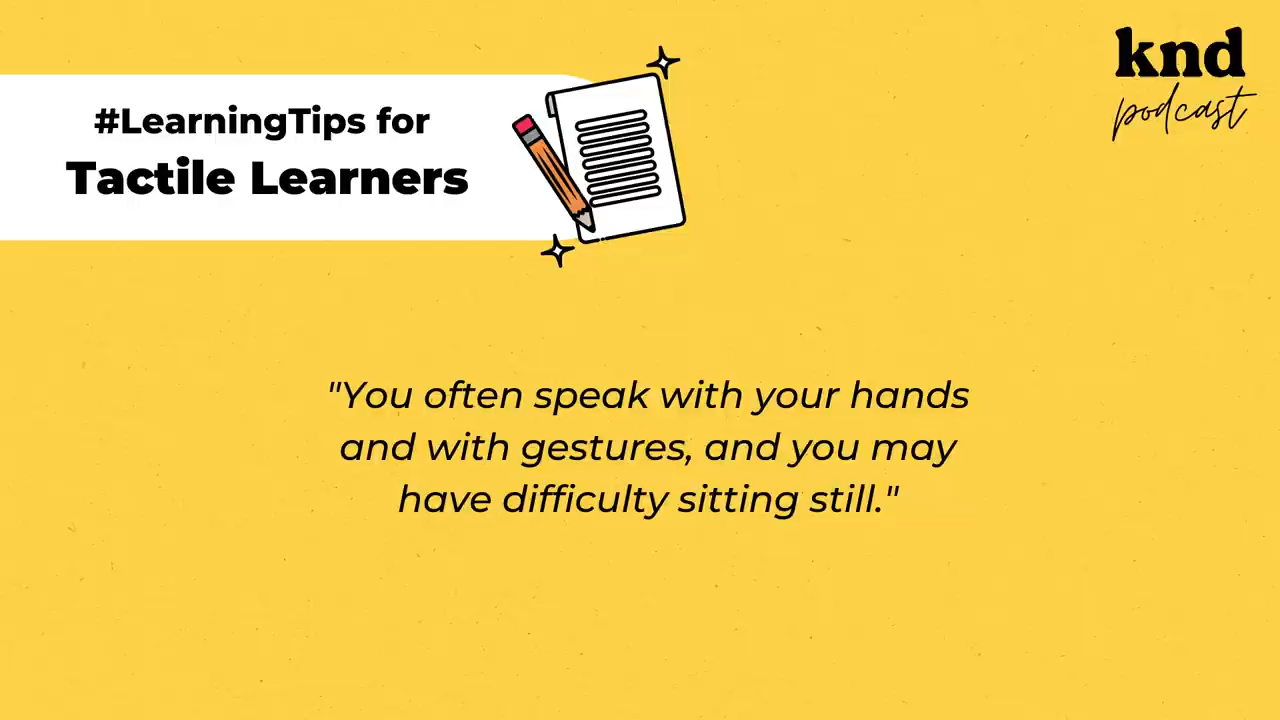 #LearningTips for
Tactile Learners
knd
podcast
"You often speak with your hands
and with gestures, and you may
have difficulty sitting still."